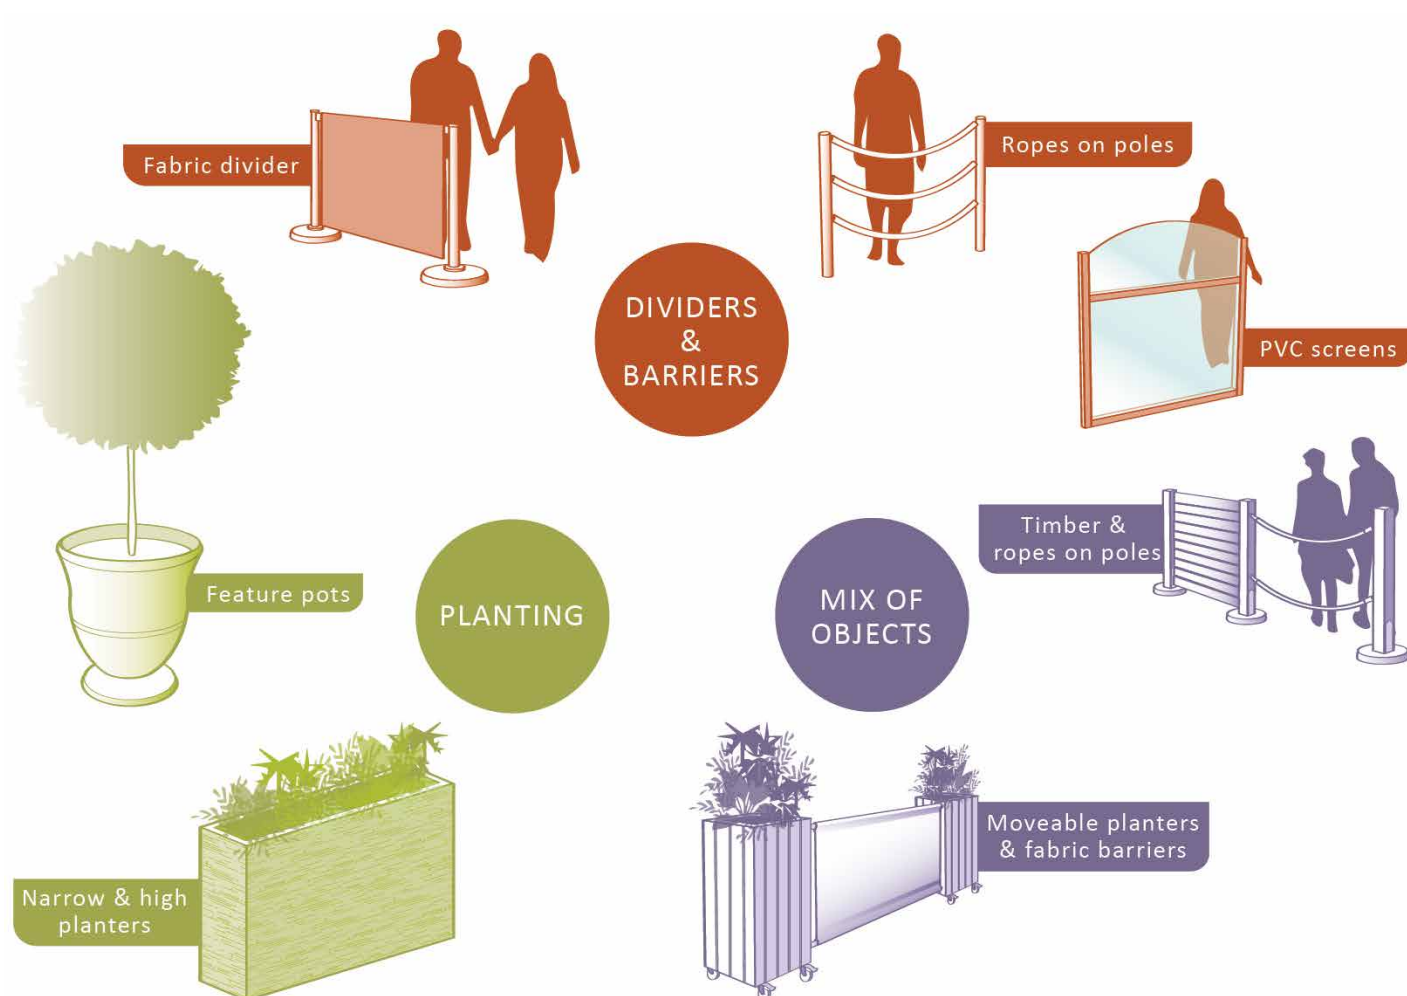 Fabric divider
Ropes on poles
DIVIDERS
&
BARRIERS
PVC screens
Timber &
ropes on poles
Feature pots
PLANTING
MIX OF
OBJECTS
Moveable planters
& fabric barriers
Narrow & high
planters